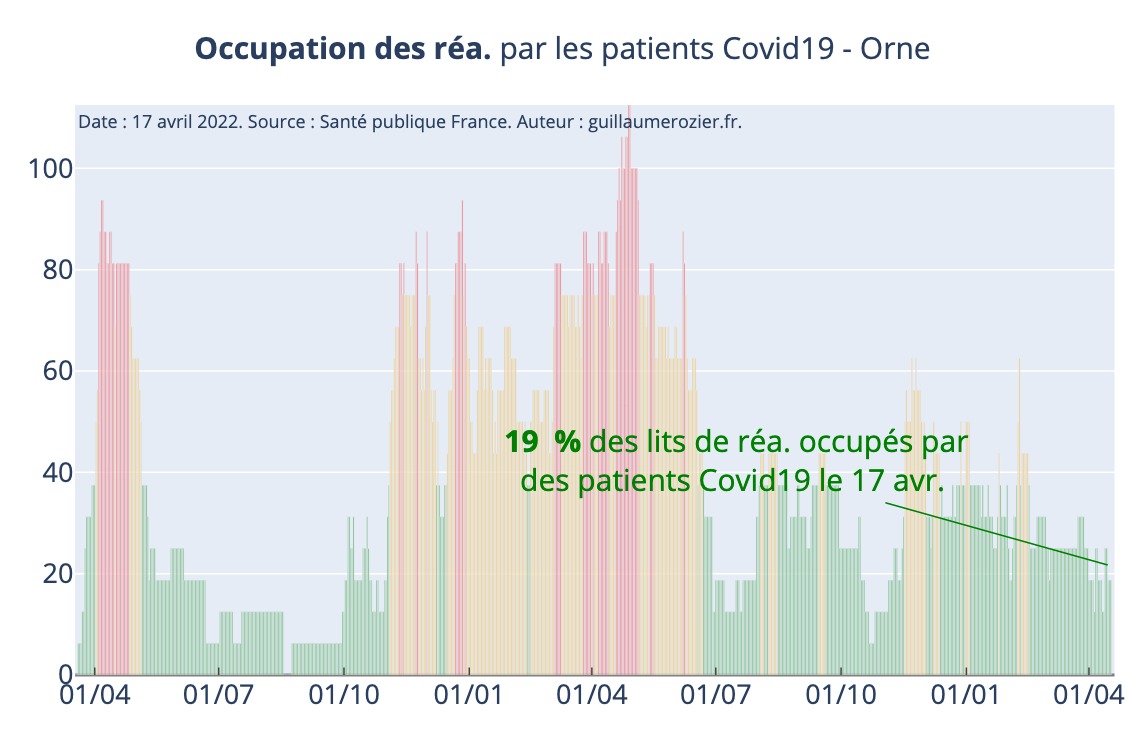 Occupation des réa. par les patients Covid19 - Orne
Date : 17 avril 2022. Source : Santé publique France. Auteur : guillaumerozier.fr.
100
80
60
40
20
0
19 % des lits de réa. occupés par
des patients Covid19 le 17 avr.
01/04 01/07 01/10 01/01 01/04 01/07 01/10 01/01 01/04